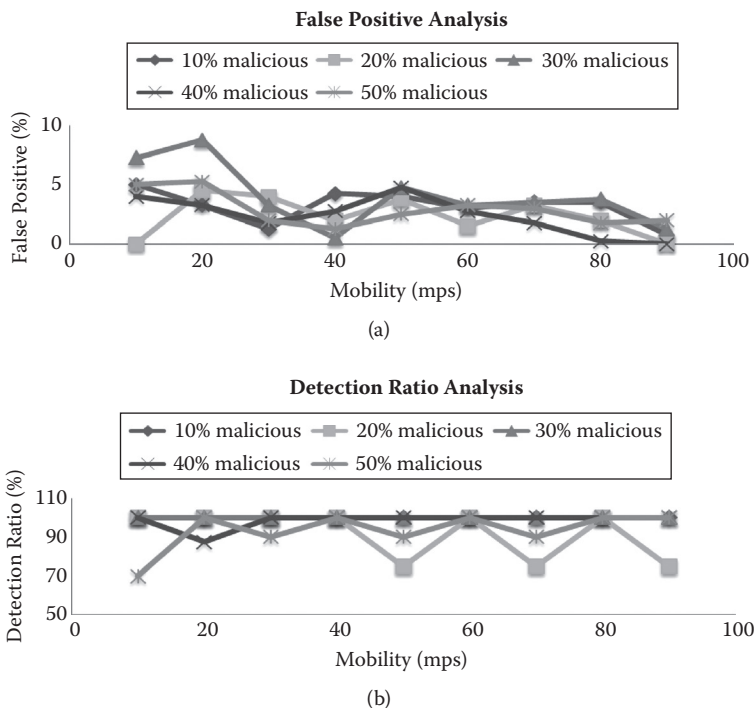 False Positive Analysis
10% malicious 20% malicious 30% malicious
40% malicious 50% malicious
False Positive (%)
10
5
0
0 20 40 60 80 100
Mobility (mps)
(a)
Detection Ratio Analysis
10% malicious 20% malicious 30% malicious
40% malicious 50% malicious
Detection Ratio (%)
110
90
70
50
0 20 40 60 80 100
Mobility (mps)
(b)